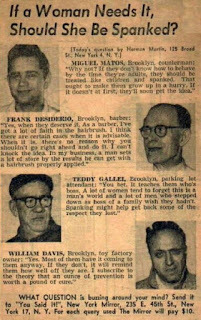 If a Woman Needs It,
Should She Be Spanked?
(Today's question by Marcus Martin, 125 Broad
St., New York 4, N. Y.)
MIGUEL MATOS, Brooklyn, counterman:
"Why not? If they don't know how to behave
by the time they're adults, they should be
treated like children and spanked. That
ought to make them grow up in a hurry. If
it doesn't at first, they'll soon get the idea."
FRANK DESIDERIO, Brooklyn, barber:
"Yes, when they deserve it. As a barber, I've
got a lot of faith in the hairbrush. I think
there are certain cases when it is advisable.
When it is, there's no reason why you
shouldn't go right ahead and do it. I can't
knock the idea. In my business, a man sets
a lot of store by the results he can get with
a hairbrush properly applied."
TEDDY GALLEI, Brooklyn, parking lot
attendant: "You bet. It teaches them who's
boss. A lot of women tend to forget this is a
man's world and a lot of men who stepped
down as boss of a family wish they hadn't.
Spanking might help get back some of the
respect they lost."
WILLIAM DAVIS, Brooklyn, toy factory
owner: "Yes. Most of them have it coming to
them anyway. If they don't, it will remind
them how well off they are. I subscribe to
the theory that an ounce of prevention is
worth a pound of cure."
WHAT QUESTION is buzzing around your mind? Send it
to "You Said It!", New York Mirror, 235 E. 45th St., New
York 17, N. Y. For each query used The Mirror will pay $10.